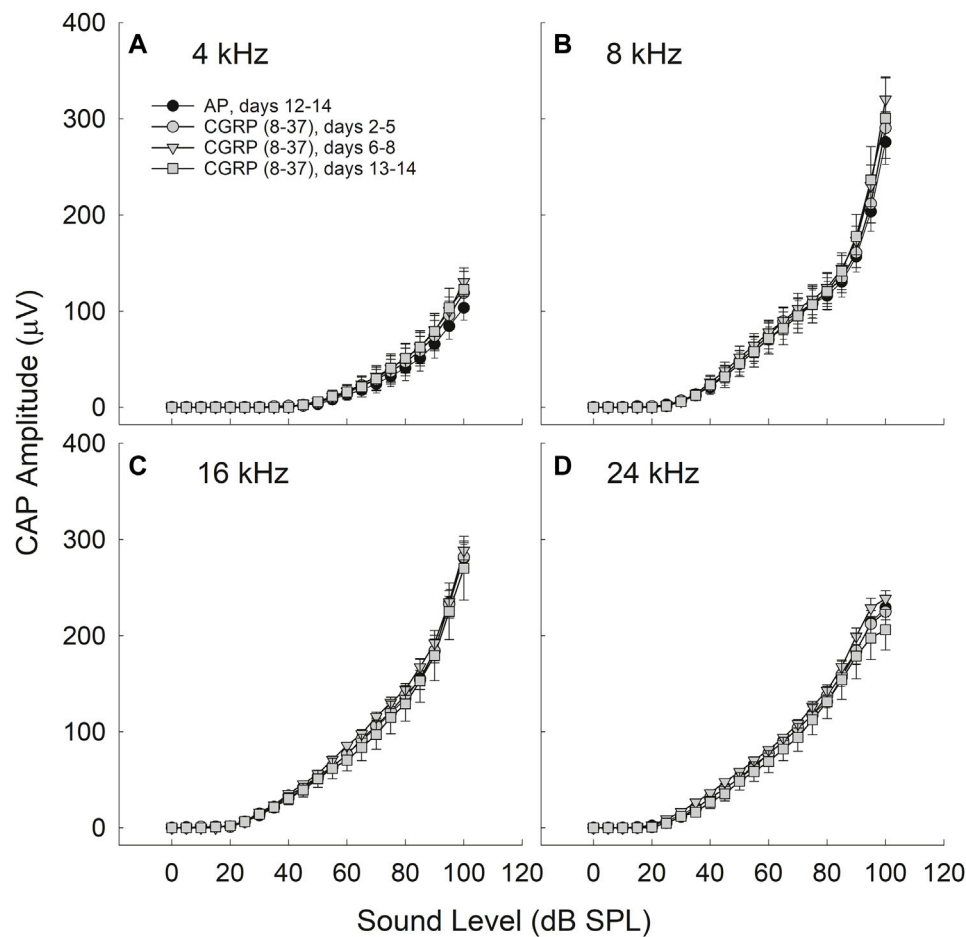 A 4 kHz
B 8 kHz
AP, days 12-14
CGRP (8-37), days 2-5
CGRP (8-37), days 6-8
CGRP (8-37), days 13-14
400
300
200
100
0
C 16 kHz
D 24 kHz
400
300
200
100
0
CAP Amplitude (μV)
0 20 40 60 80 100 120
0 20 40 60 80 100 120
Sound Level (dB SPL)